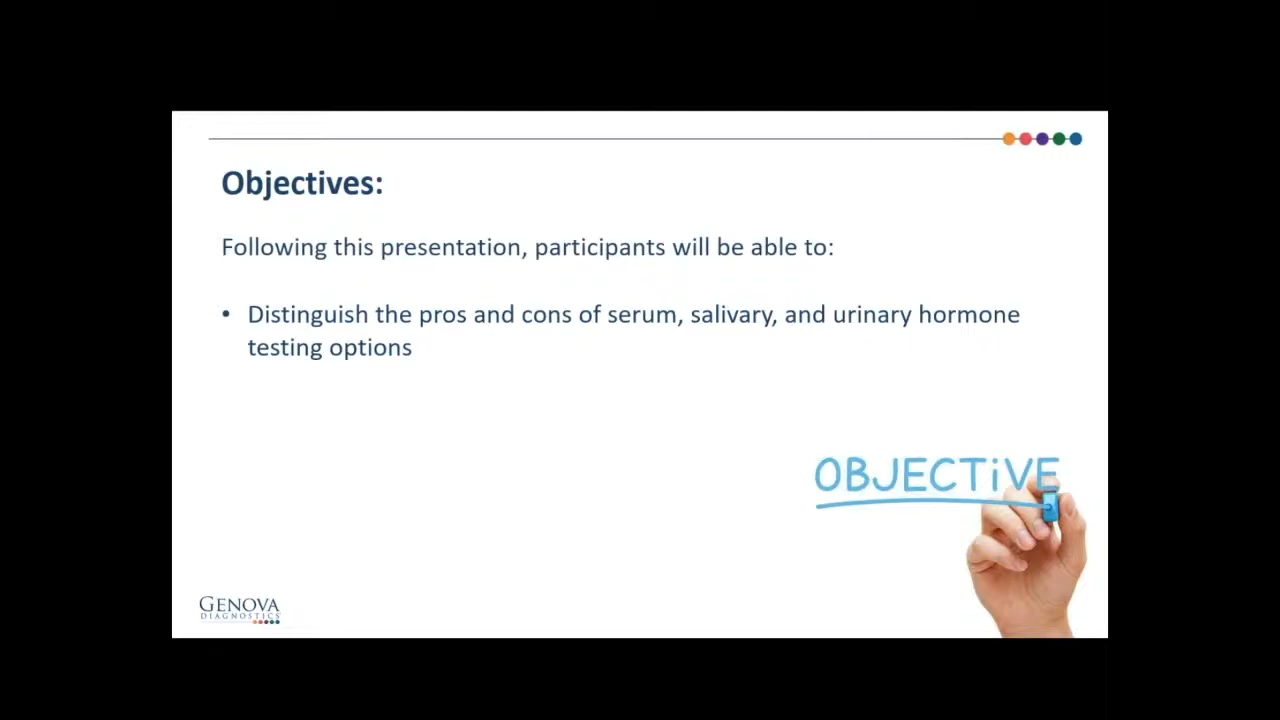 Objectives:
Following this presentation, participants will be able to:
• Distinguish the pros and cons of serum, salivary, and urinary hormone
testing options
OBJECTiVE
GENOVA
DIAGNOSTICS